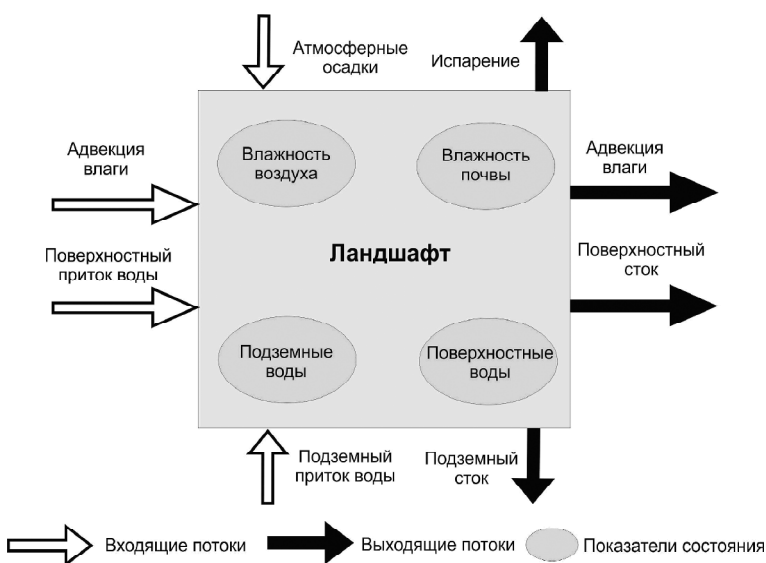 Атмосферные
осадки
Испарение
Адвекция
влаги
Влажность
воздуха
Влажность
почвы
Адвекция
влаги
Поверхностный
приток воды
Ландшафт
Поверхностный
сток
Подземные
воды
Поверхностные
воды
Подземный
приток воды
Подземный
сток
Входящие потоки
Выходящие потоки
Показатели состояния